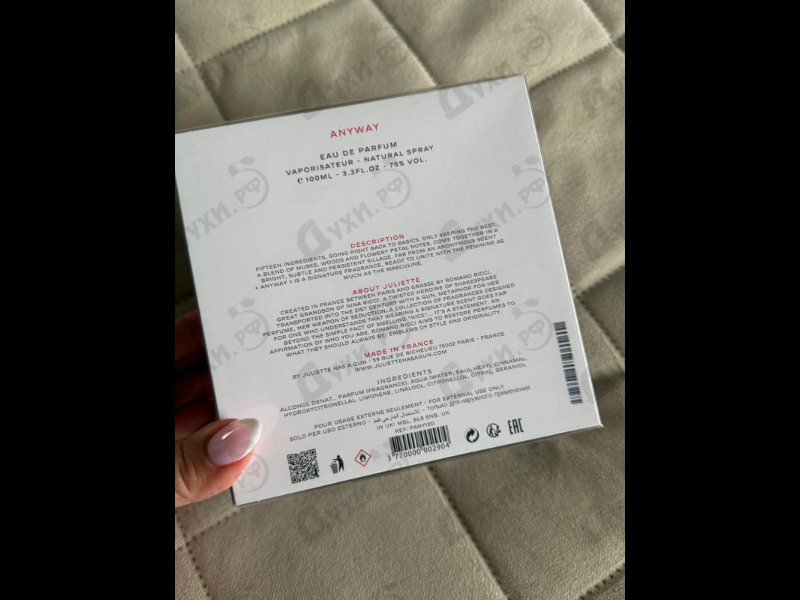 ANYWAY
EAU DE PARFUM
VAPORISATEUR - NATURAL SPRAY
℮ 100ML - 3.3FL.OZ - 75% VOL.
DESCRIPTION
FIFTEEN INGREDIENTS, GOING RIGHT BACK TO BASICS, ONLY KEEPING THE BEST,
A BLEND OF MUSKS, WOODS AND FLOWERY PETAL NOTES, COME TOGETHER IN A
BRIGHT, SUBTLE AND PERSISTENT SILLAGE. FAR FROM AN ANONYMOUS SCENT
« ANYWAY » IS A SIGNATURE FRAGRANCE, READY TO UNITE WITH THE FEMININE AS
MUCH AS THE MASCULINE.
ABOUT JULIETTE
CREATED IN FRANCE BETWEEN PARIS AND GRASSE BY ROMANO RICCI,
GREAT GRANDSON OF NINA RICCI, A TWISTED HEROINE OF SHAKESPEARE
TRANSPORTED INTO THE 21ST CENTURY WITH A GUN, METAPHOR FOR HER
PERFUME, HER WEAPON OF SEDUCTION. A COLLECTION OF FRAGRANCES DESIGNED
FOR ONE WHO UNDERSTANDS THAT WEARING A SIGNATURE SCENT GOES FAR
BEYOND THE SIMPLE FACT OF SMELLING "NICE"... IT'S A STATEMENT, AN
AFFIRMATION OF WHO YOU ARE. ROMANO RICCI AIMS TO RESTORE PERFUMES TO
WHAT THEY SHOULD ALWAYS BE: EMBLEMS OF STYLE AND ORIGINALITY.
MADE IN FRANCE
BY JULIETTE HAS A GUN - 59 RUE DE RICHELIEU 75002 PARIS - FRANCE
WWW.JULIETTEHASAGUN.COM
INGREDIENTS
ALCOHOL DENAT., PARFUM (FRAGRANCE), AQUA (WATER, EAU), HEXYL CINNAMAL,
HYDROXYCITRONELLAL, LIMONENE, LINALOOL, CITRONELLOL, CITRAL, GERANIOL
POUR USAGE EXTERNE SEULEMENT - FOR EXTERNAL USE ONLY
SOLO PER USO ESTERNO - للاستعمال الخارجي فقط - только для наружного применения
IN UK: MSL, BL6 5NB, UK
REF: PANY100
3 770000 002904
EAC
ДУХИ.РФ